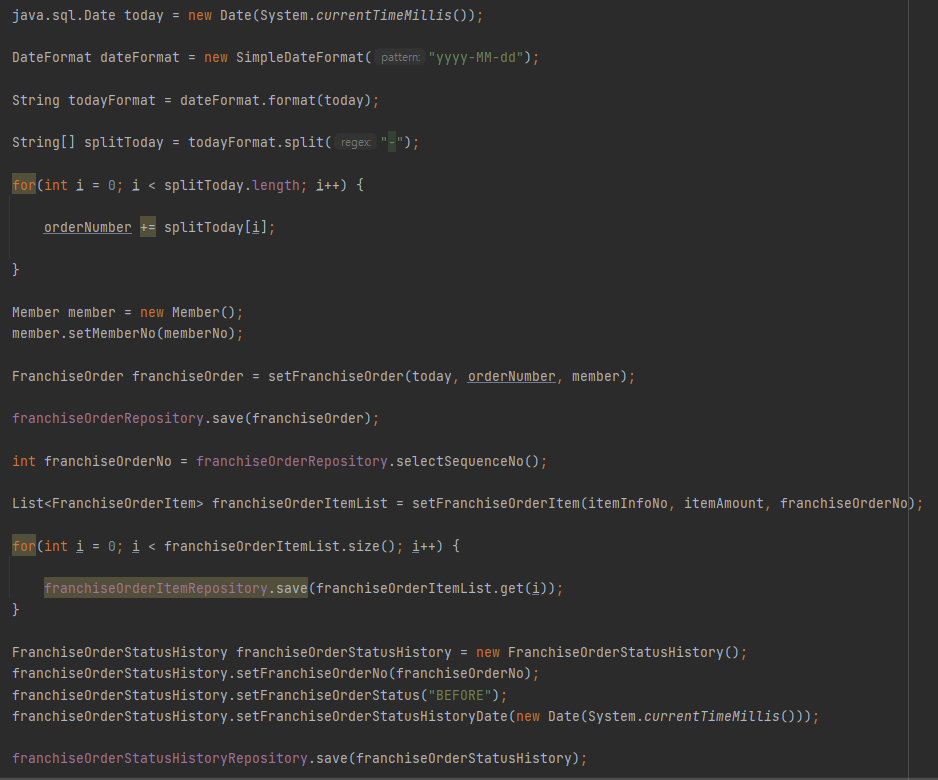 java.sql.Date today = new Date(System.currentTimeMillis());
DateFormat dateFormat = new SimpleDateFormat( pattern: "yyyy-MM-dd");
String todayFormat = dateFormat.format(today);
String[] splitToday = todayFormat.split( regex: "-");
for(int i = 0; i < splitToday.length; i++) {
orderNumber += splitToday[i];
}
Member member = new Member();
member.setMemberNo(memberNo);
FranchiseOrder franchiseOrder = setFranchiseOrder(today, orderNumber, member);
franchiseOrderRepository.save(franchiseOrder);
int franchiseOrderNo = franchiseOrderRepository.selectSequenceNo();
List<FranchiseOrderItem> franchiseOrderItemList = setFranchiseOrderItem(itemInfoNo, itemAmount, franchiseOrderNo);
for(int i = 0; i < franchiseOrderItemList.size(); i++) {
franchiseOrderItemRepository.save(franchiseOrderItemList.get(i));
}
FranchiseOrderStatusHistory franchiseOrderStatusHistory = new FranchiseOrderStatusHistory();
franchiseOrderStatusHistory.setFranchiseOrderNo(franchiseOrderNo);
franchiseOrderStatusHistory.setFranchiseOrderStatus("BEFORE");
franchiseOrderStatusHistory.setFranchiseOrderStatusHistoryDate(new Date(System.currentTimeMillis()));
franchiseOrderStatusHistoryRepository.save(franchiseOrderStatusHistory);